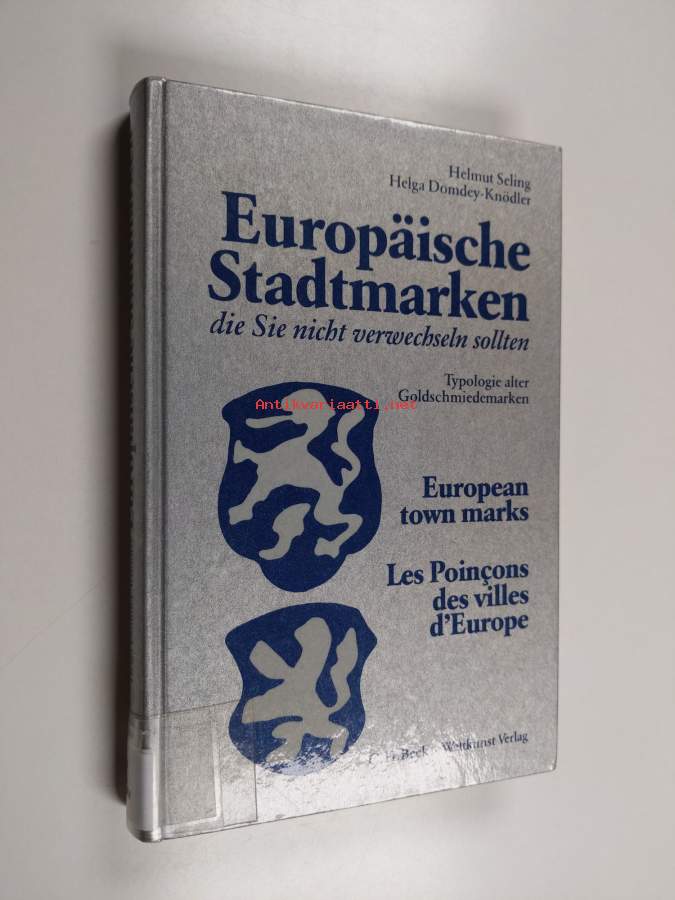 Helmut Seling
Helga Domdey-Knödler
Europäische
Stadtmarken
die Sie nicht verwechseln sollten
Typologie alter
Goldschmiedemarken
Antikvariaatti.net
European
town marks
Les Poinçons
des villes
d'Europe
Beck Weltkunst Verlag